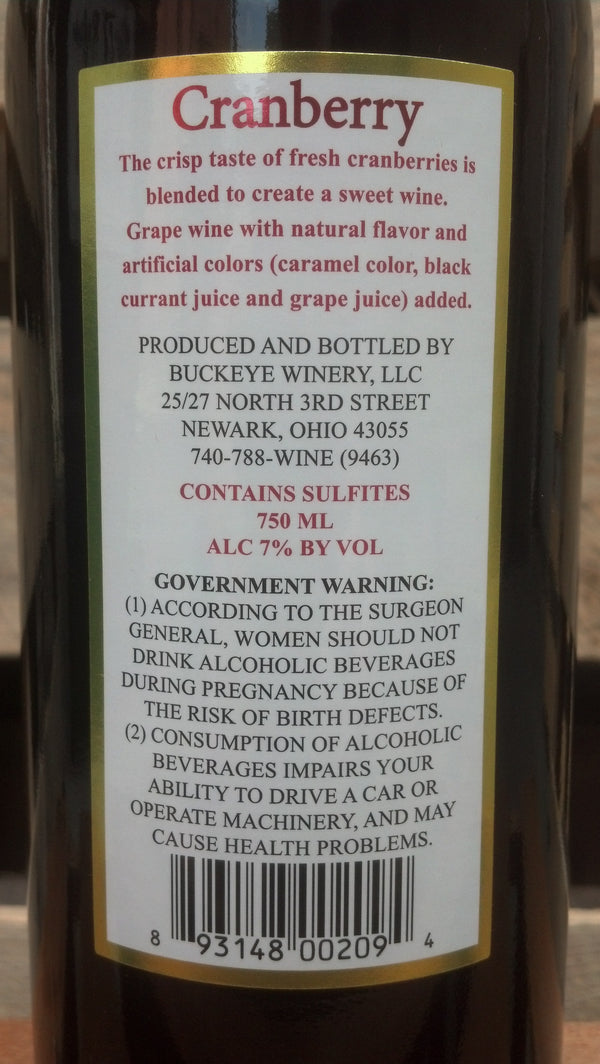 Cranberry
The crisp taste of fresh cranberries is
blended to create a sweet wine.
Grape wine with natural flavor and
artificial colors (caramel color, black
currant juice and grape juice) added.
PRODUCED AND BOTTLED BY
BUCKEYE WINERY, LLC
25/27 NORTH 3RD STREET
NEWARK, OHIO 43055
740-788-WINE (9463)
CONTAINS SULFITES
750 ML
ALC 7% BY VOL
GOVERNMENT WARNING:
(1) ACCORDING TO THE SURGEON
GENERAL, WOMEN SHOULD NOT
DRINK ALCOHOLIC BEVERAGES
DURING PREGNANCY BECAUSE OF
THE RISK OF BIRTH DEFECTS.
(2) CONSUMPTION OF ALCOHOLIC
BEVERAGES IMPAIRS YOUR
ABILITY TO DRIVE A CAR OR
OPERATE MACHINERY, AND MAY
CAUSE HEALTH PROBLEMS.
8 93148 00209 4